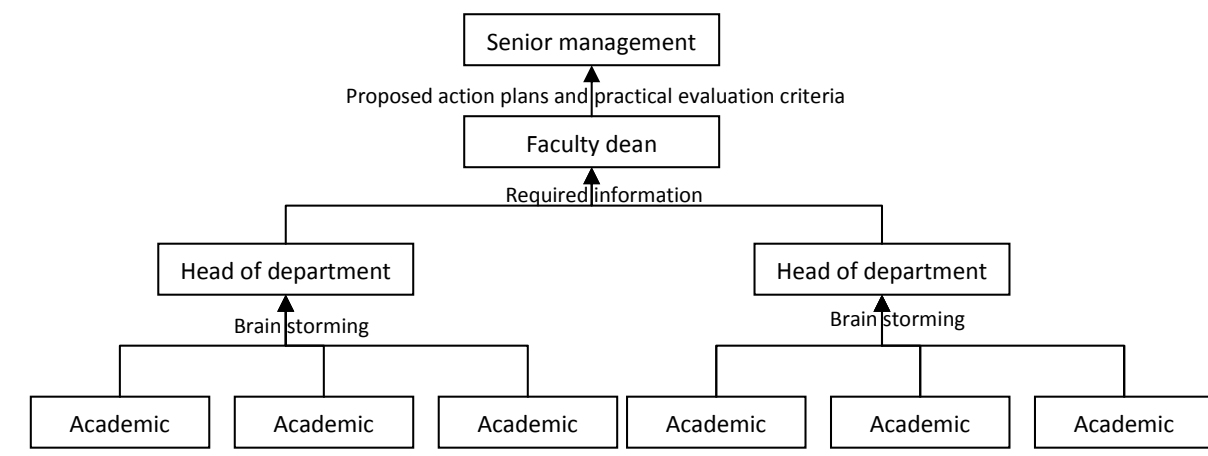 Senior management
Proposed action plans and practical evaluation criteria
Faculty dean
Required information
Head of department
Head of department
Brain storming
Brain storming
Academic
Academic
Academic
Academic
Academic
Academic